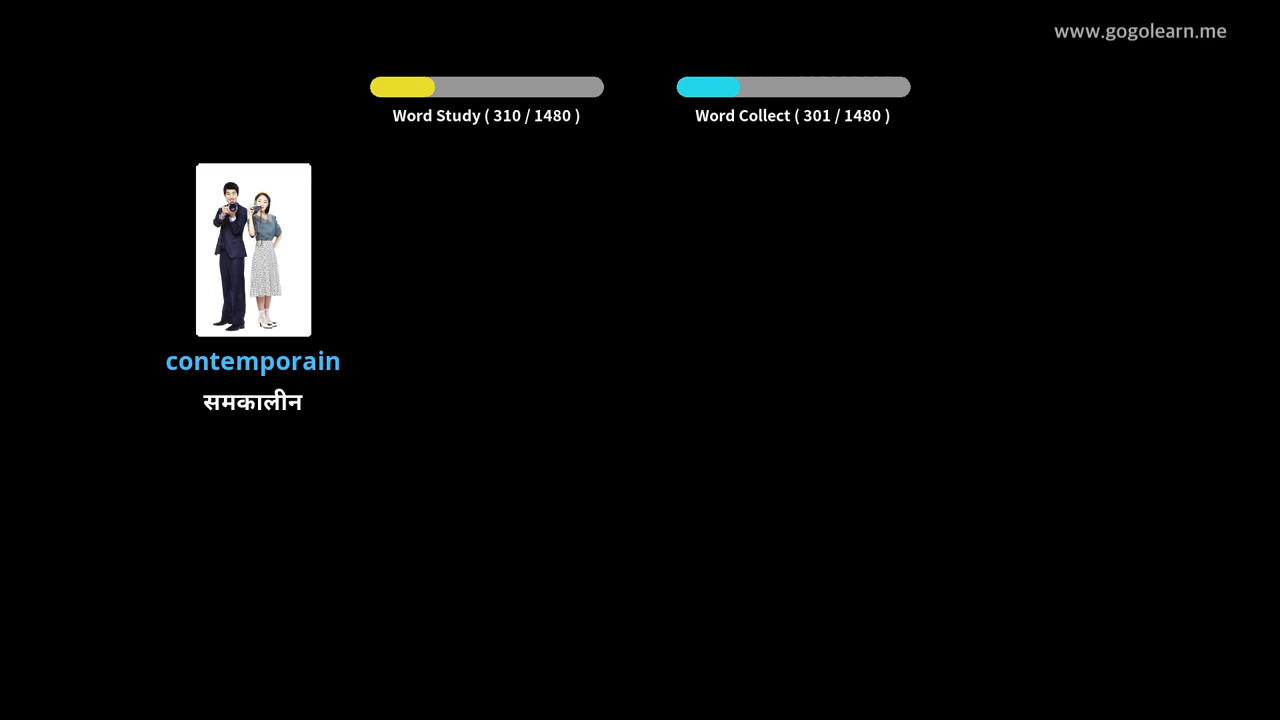 www.gogolearn.me
Word Study ( 310 / 1480 )
Word Collect ( 301 / 1480 )
contemporain
समकालीन